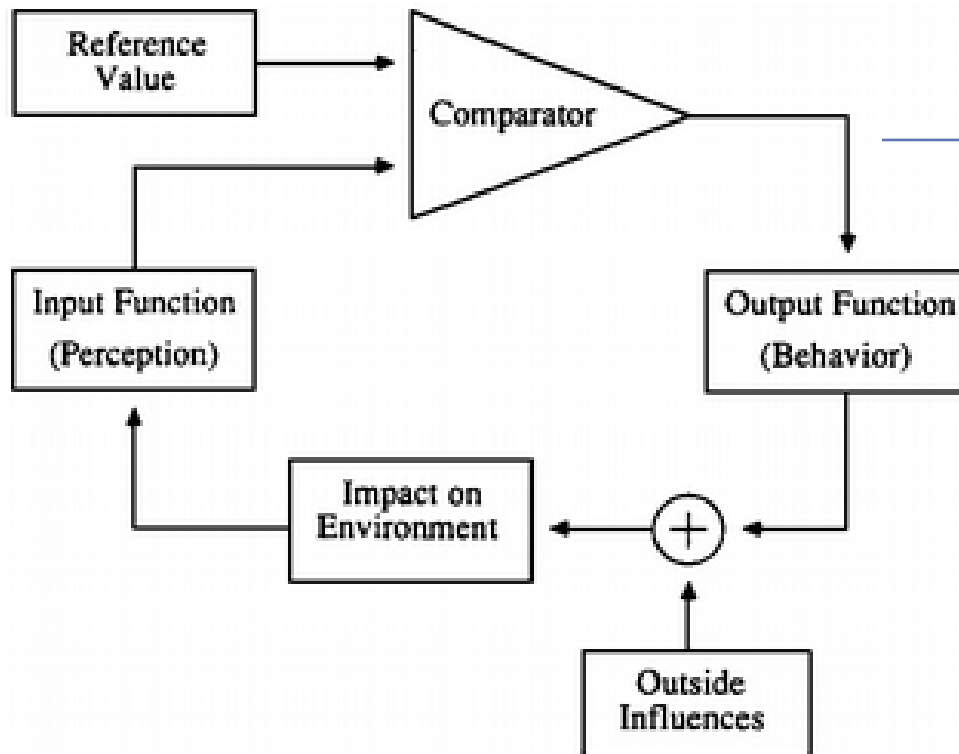 Reference
Value
Comparator
Input Function
(Perception)
Output Function
(Behavior)
Impact on
Environment
+
Outside
Influences